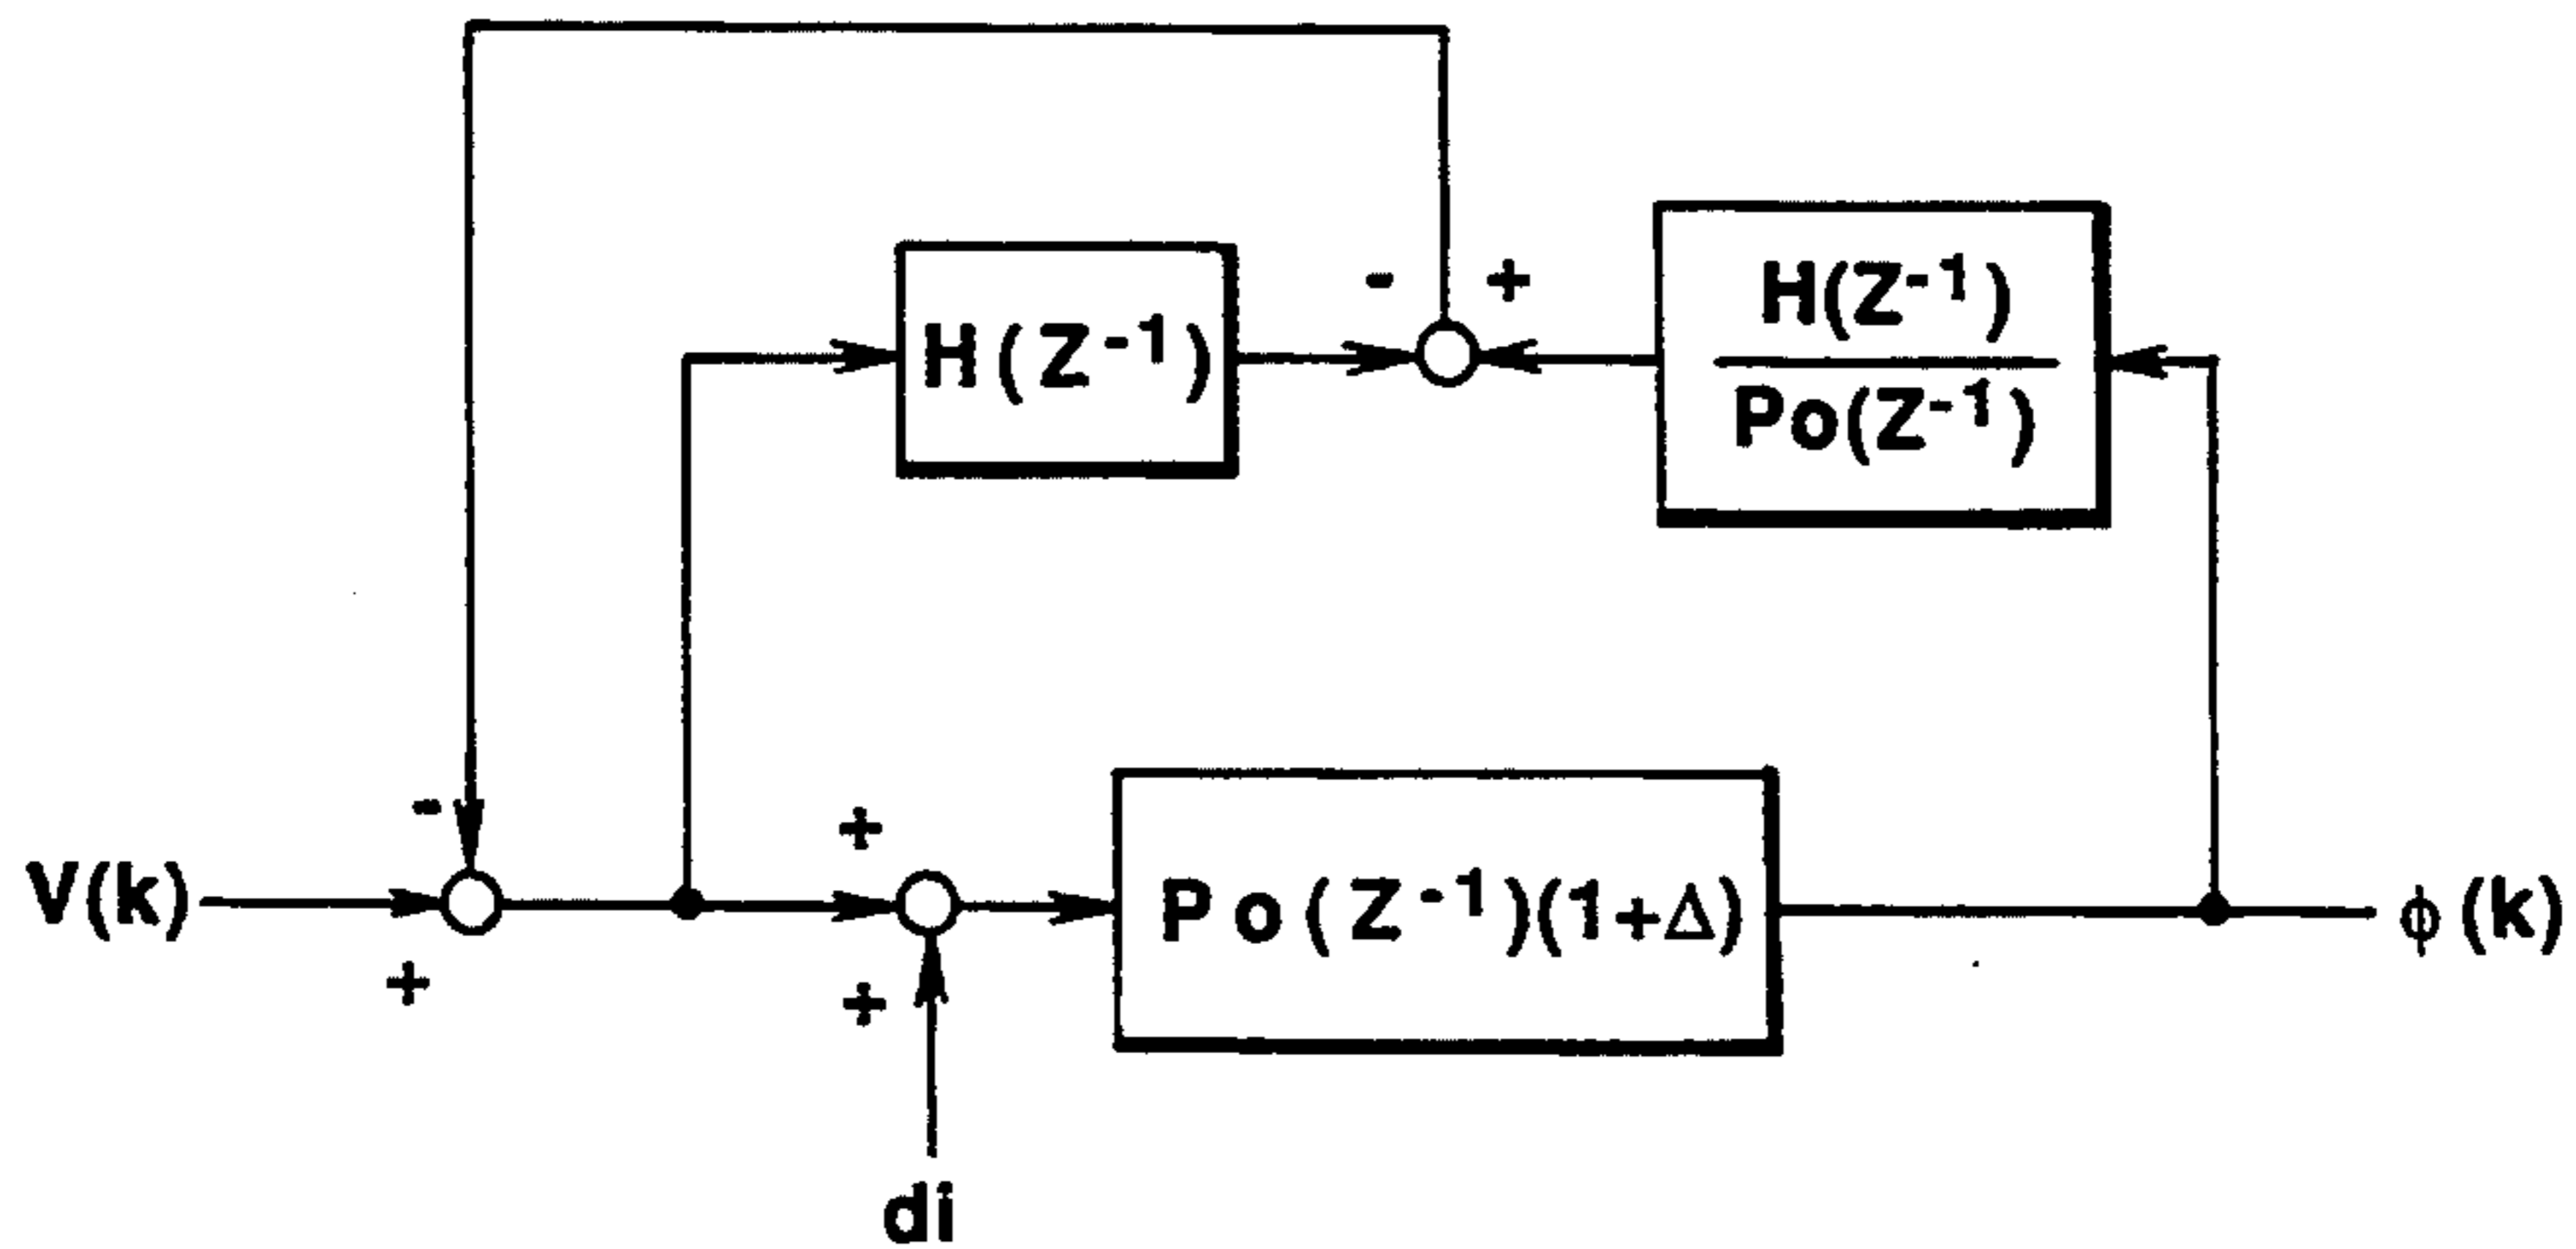 - +
H(Z⁻¹)
H(Z⁻¹)
Po(Z⁻¹)
-
+
V(k)
Po(Z⁻¹)(1+Δ)
ϕ(k)
+
+
di